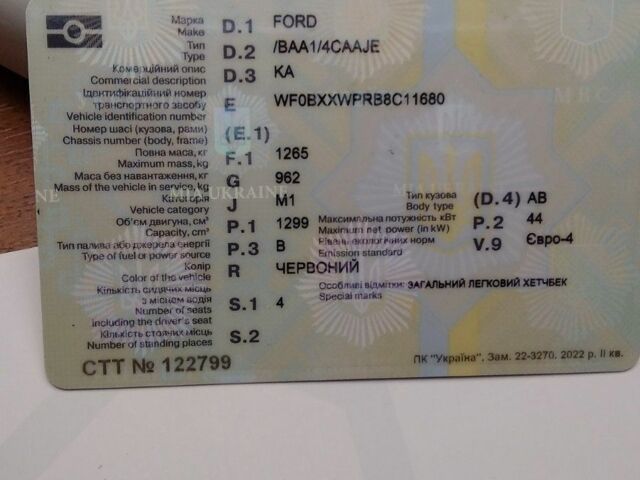 Марка D.1 FORD
Make
Тип D.2 /BAA1/4CAAJE
Type
Комерційний опис D.3 KA
Commercial description
Ідентифікаційний номер
транспортного засобу E WF0BXXWPRB8C11680
Vehicle identification number
Номер шасі (кузова, рами) (E.1)
Chassis number (body, frame)
Повна маса, кг F.1 1265
Maximum mass, kg
Маса без навантаження, кг G 962
Mass of the vehicle in service, kg
MIA UKRAINE
Категорія J M1 Тип кузова (D.4) AB
Vehicle category Body type
Об'єм двигуна, см³ P.1 1299 Максимальна потужність кВт P.2 44
Capacity, cm³ Maximum net power (in kW)
Тип палива або джерела енергії P.3 B Рівень екологічних норм V.9 Євро-4
Type of fuel or power source Emission standard
Колір R ЧЕРВОНИЙ
Color of the vehicle
Особливі відмітки: ЗАГАЛЬНИЙ ЛЕГКОВИЙ ХЕТЧБЕК
Special marks
Кількість сидячих місць
з місцем водія S.1 4
Number of seats
including the driver's seat
Кількість стоячих місць S.2
Number of standing places
СТТ № 122799
ПК "Україна". Зам. 22-3270. 2022 р. II кв.